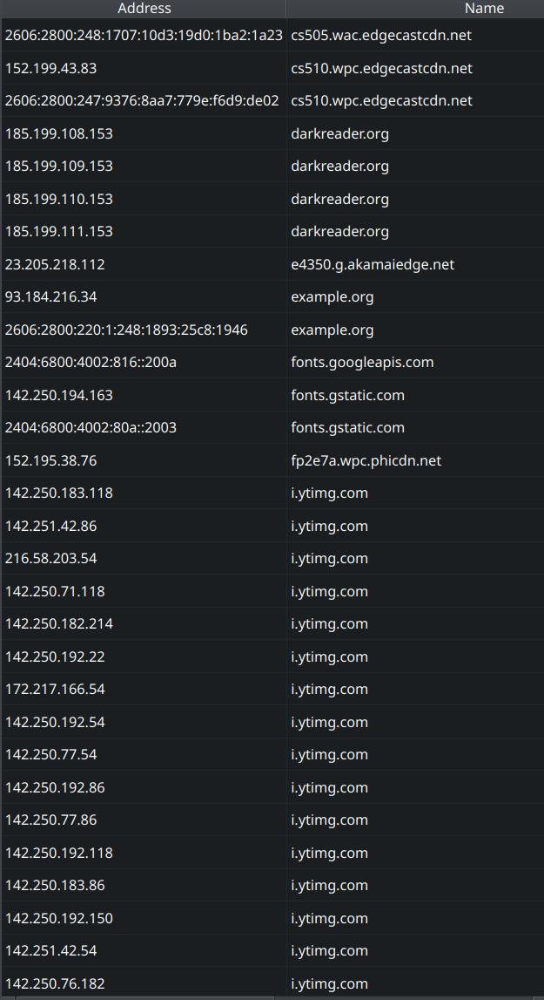 Address Name
2606:2800:248:1707:10d3:19d0:1ba2:1a23 cs505.wac.edgecastcdn.net
152.199.43.83 cs510.wpc.edgecastcdn.net
2606:2800:247:9376:8aa7:779e:f6d9:de02 cs510.wpc.edgecastcdn.net
185.199.108.153 darkreader.org
185.199.109.153 darkreader.org
185.199.110.153 darkreader.org
185.199.111.153 darkreader.org
23.205.218.112 e4350.g.akamaiedge.net
93.184.216.34 example.org
2606:2800:220:1:248:1893:25c8:1946 example.org
2404:6800:4002:816::200a fonts.googleapis.com
142.250.194.163 fonts.gstatic.com
2404:6800:4002:80a::2003 fonts.gstatic.com
152.195.38.76 fp2e7a.wpc.phicdn.net
142.250.183.118 i.ytimg.com
142.251.42.86 i.ytimg.com
216.58.203.54 i.ytimg.com
142.250.71.118 i.ytimg.com
142.250.182.214 i.ytimg.com
142.250.192.22 i.ytimg.com
172.217.166.54 i.ytimg.com
142.250.192.54 i.ytimg.com
142.250.77.54 i.ytimg.com
142.250.192.86 i.ytimg.com
142.250.77.86 i.ytimg.com
142.250.192.118 i.ytimg.com
142.250.183.86 i.ytimg.com
142.250.192.150 i.ytimg.com
142.251.42.54 i.ytimg.com
142.250.76.182 i.ytimg.com